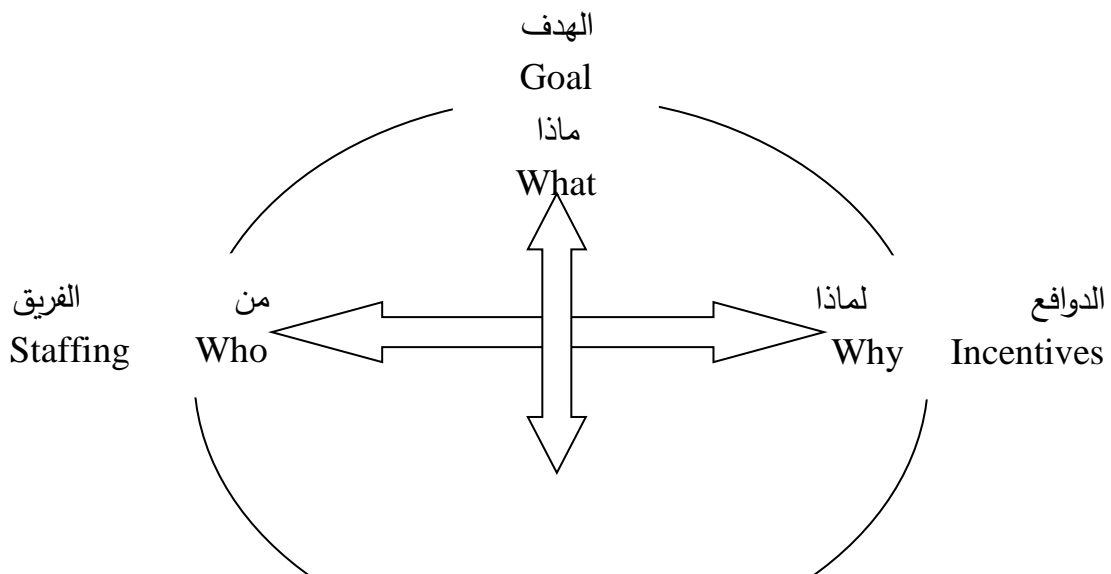 الهدف
Goal
ماذا
What
الفريق من لماذا الدوافع
Staffing Who Why Incentives